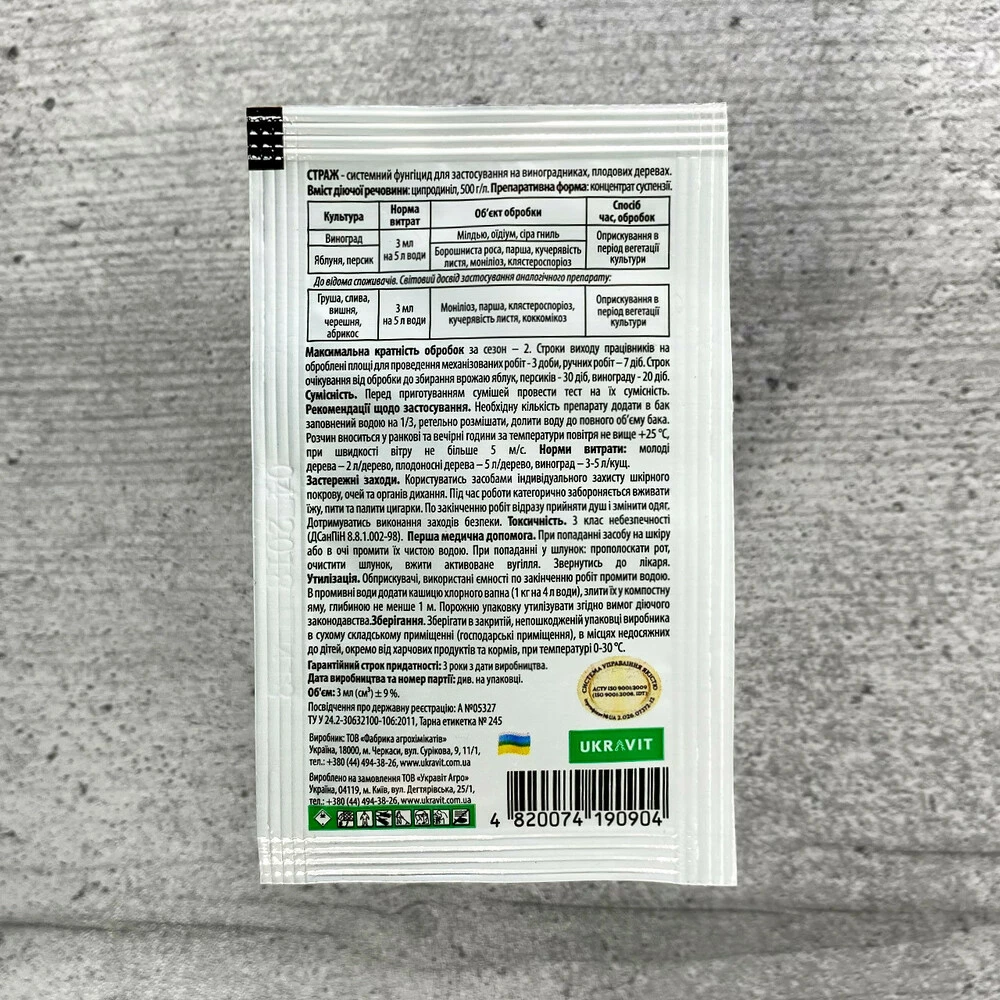 СТРАЖ - системний фунгіцид для застосування на виноградниках, плодових деревах.
Вміст діючої речовини: ципродиніл, 500 г/л. Препаративна форма: концентрат суспензії.
Культура Норма витрат Об'єкт обробки Спосіб час, обробок
Виноград 3 мл на 5 л води Мілдью, оїдіум, сіра гниль Оприскування в період вегетації культури
Яблуня, персик Борошниста роса, парша, кучерявість листя, моніліоз, клястероспоріоз
До відома споживачів. Світовий досвід застосування аналогічного препарату:
Груша, слива, вишня, черешня, абрикос 3 мл на 5 л води Моніліоз, парша, клястероспоріоз, кучерявість листя, коккомікоз Оприскування в період вегетації культури
Максимальна кратність обробок за сезон – 2. Строки виходу працівників на
оброблені площі для проведення механізованих робіт - 3 доби, ручних робіт – 7 діб. Строк
очікування від обробки до збирання врожаю яблук, персиків - 30 діб, винограду - 20 діб.
Сумісність. Перед приготуванням сумішей провести тест на їх сумісність.
Рекомендації щодо застосування. Необхідну кількість препарату додати в бак
заповнений водою на 1/3, ретельно розмішати, долити воду до повного об'єму бака.
Розчин вноситься у ранкові та вечірні години за температури повітря не вище +25 °С,
при швидкості вітру не більше 5 м/с. Норми витрати: молоді
дерева – 2 л/дерево, плодоносні дерева – 5 л/дерево, виноград – 3-5 л/кущ.
Застережні заходи. Користуватись засобами індивідуального захисту шкірного
покрову, очей та органів дихання. Під час роботи категорично забороняється вживати
їжу, пити та палити цигарки. По закінченню робіт відразу прийняти душ і змінити одяг.
Дотримуватись виконання заходів безпеки. Токсичність. 3 клас небезпечності
(ДСанПіН 8.8.1.002-98). Перша медична допомога. При попаданні засобу на шкіру
або в очі промити їх чистою водою. При попаданні у шлунок: прополоскати рот,
очистити шлунок, вжити активоване вугілля. Звернутись до лікаря.
Утилізація. Обприскувачі, використані ємності по закінченню робіт промити водою.
В промивні води додати кашицю хлорного вапна (1 кг на 4 л води), злити їх у компостну
яму, глибиною не менше 1 м. Порожню упаковку утилізувати згідно вимог діючого
законодавства.Зберігання. Зберігати в закритій, непошкодженій упаковці виробника
в сухому складському приміщенні (господарські приміщення), в місцях недосяжних
до дітей, окремо від харчових продуктів та кормів, при температурі 0-30 °С.
Гарантійний строк придатності: 3 роки з дати виробництва.
Дата виробництва та номер партії: див. на упаковці.
Об'єм: 3 мл (см³) ± 9 %.
Посвідчення про державну реєстрацію: А №05327
ТУ У 24.2-30632100-106:2011, Тарна етикетка № 245
СИСТЕМА УПРАВЛІННЯ ЯКІСТЮ
ДСТУ ISO 9001:2009
(ISO 9001:2008, IDT)
Виробник: ТОВ «Фабрика агрохімікатів»
Україна, 18000, м. Черкаси, вул. Сурікова, 9, 11/1,
тел.: +380 (44) 494-38-26, www.ukravit.com.ua
UKRAVIT
Вироблено на замовлення ТОВ «Укравіт Агро»
Україна, 04119, м. Київ, вул. Дегтярівська, 25/1,
тел.: +380 (44) 494-38-26, www.ukravit.com.ua
4 820074 190904